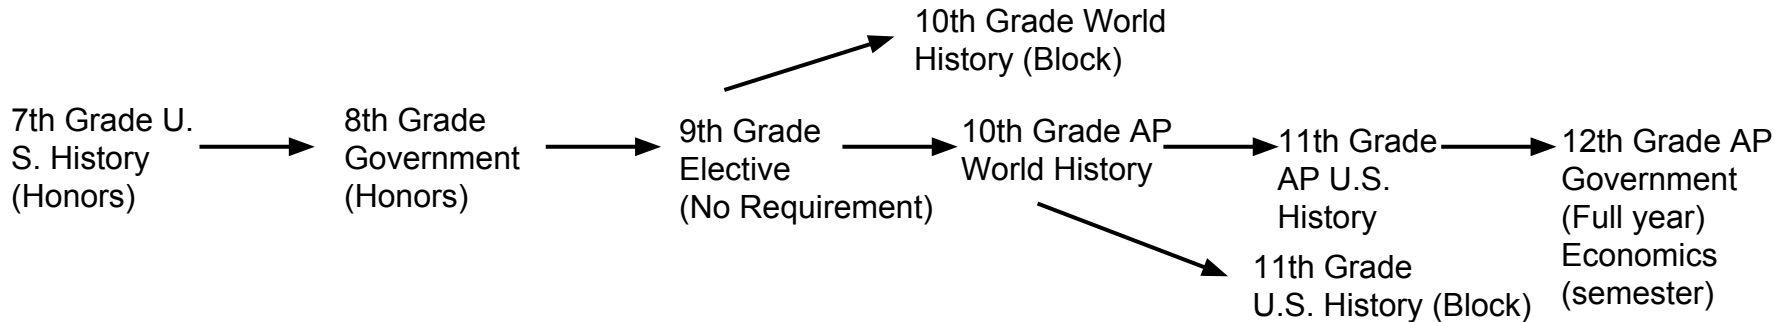 10th Grade World
History (Block)
7th Grade U.
S. History
(Honors)
8th Grade
Government
(Honors)
9th Grade
Elective
(No Requirement)
10th Grade AP
World History
11th Grade
AP U.S.
History
12th Grade AP
Government
(Full year)
Economics
(semester)
11th Grade
U.S. History (Block)